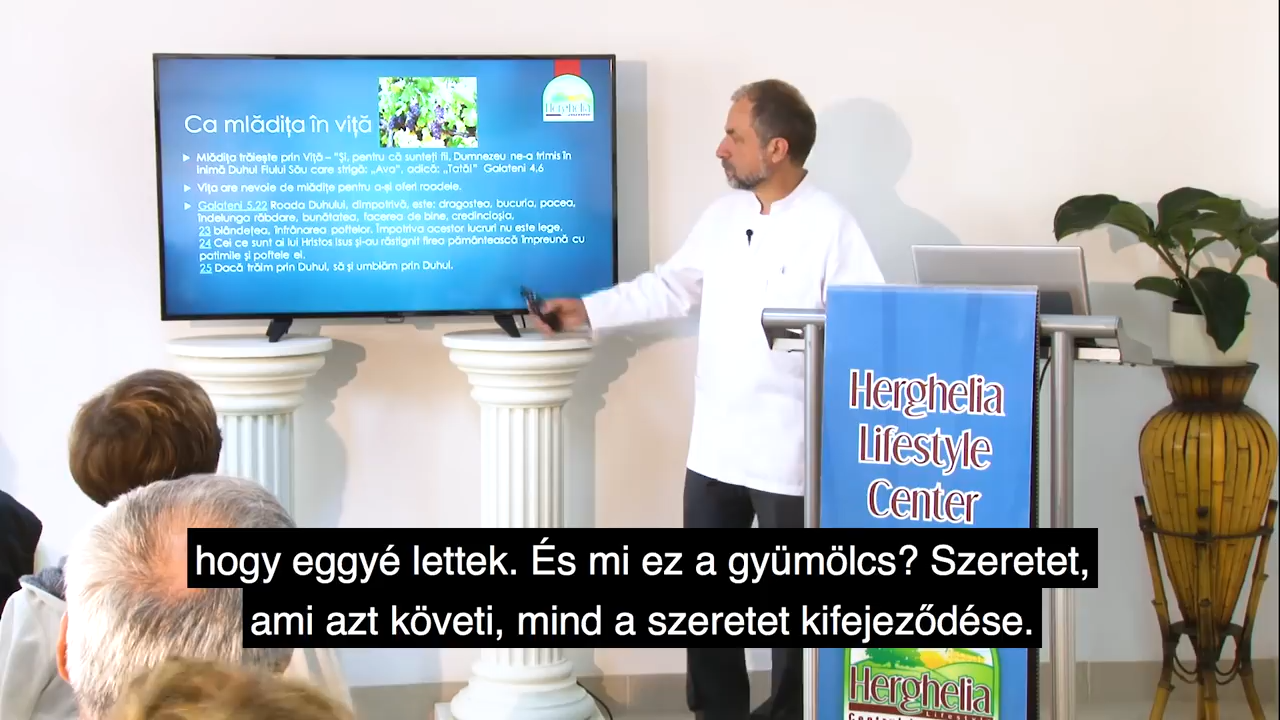 Herghelia
Ca mlădița în viță
Mlădița trăiește prin Viță – "Și, pentru că sunteți fii, Dumnezeu ne-a trimis în
inimă Duhul Fiului Său care strigă: „Ava”, adică: „Tată!” Galateni 4,6
Vița are nevoie de mlădițe pentru a-și oferi roadele.
Galateni 5.22 Roada Duhului, dimpotrivă, este: dragostea, bucuria, pacea,
îndelunga răbdare, bunătatea, facerea de bine, credincioșia,
23 blândețea, înfrânarea poftelor. Împotriva acestor lucruri nu este lege.
24 Cei ce sunt ai lui Hristos Isus și-au răstignit firea pământească împreună cu
patimile și poftele ei.
25 Dacă trăim prin Duhul, să și umblăm prin Duhul.
Herghelia
Lifestyle
Center
hogy eggyé lettek. És mi ez a gyümölcs? Szeretet,
ami azt követi, mind a szeretet kifejeződése.
Herghelia
Lifestyle